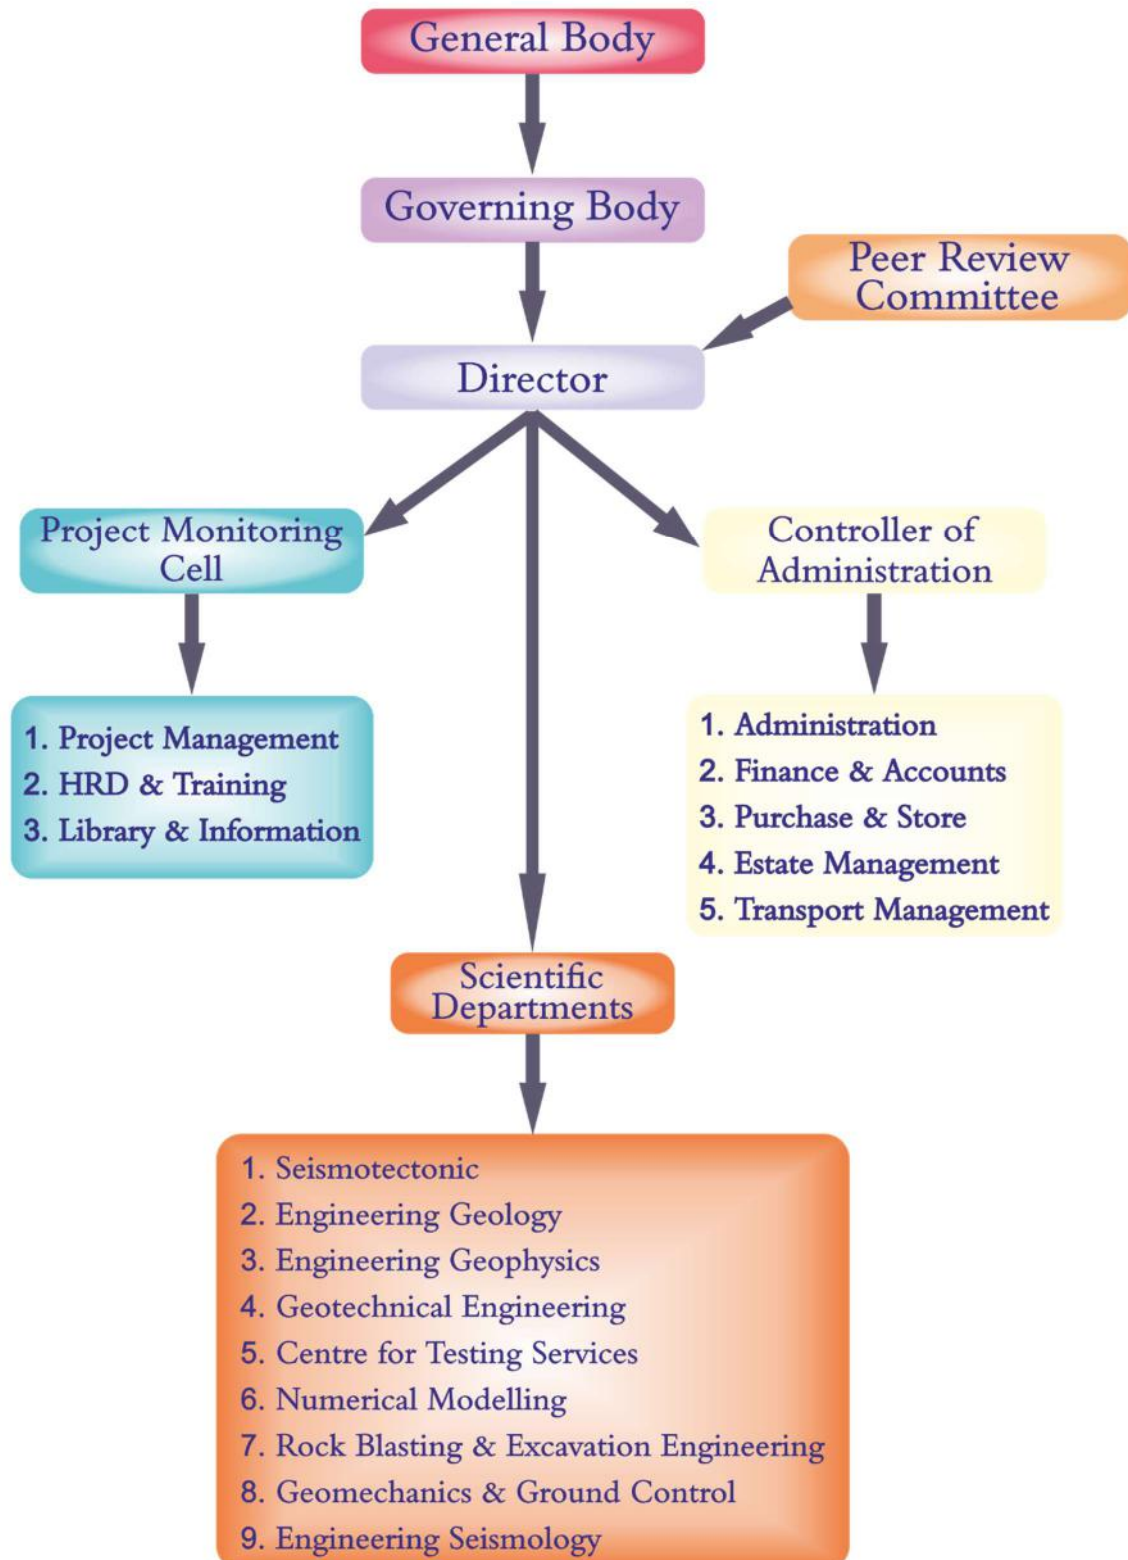 General Body
Governing Body
Peer Review
Committee
Director
Project Monitoring
Cell
Controller of
Administration
1. Project Management
2. HRD & Training
3. Library & Information
1. Administration
2. Finance & Accounts
3. Purchase & Store
4. Estate Management
5. Transport Management
Scientific
Departments
1. Seismotectonic
2. Engineering Geology
3. Engineering Geophysics
4. Geotechnical Engineering
5. Centre for Testing Services
6. Numerical Modelling
7. Rock Blasting & Excavation Engineering
8. Geomechanics & Ground Control
9. Engineering Seismology